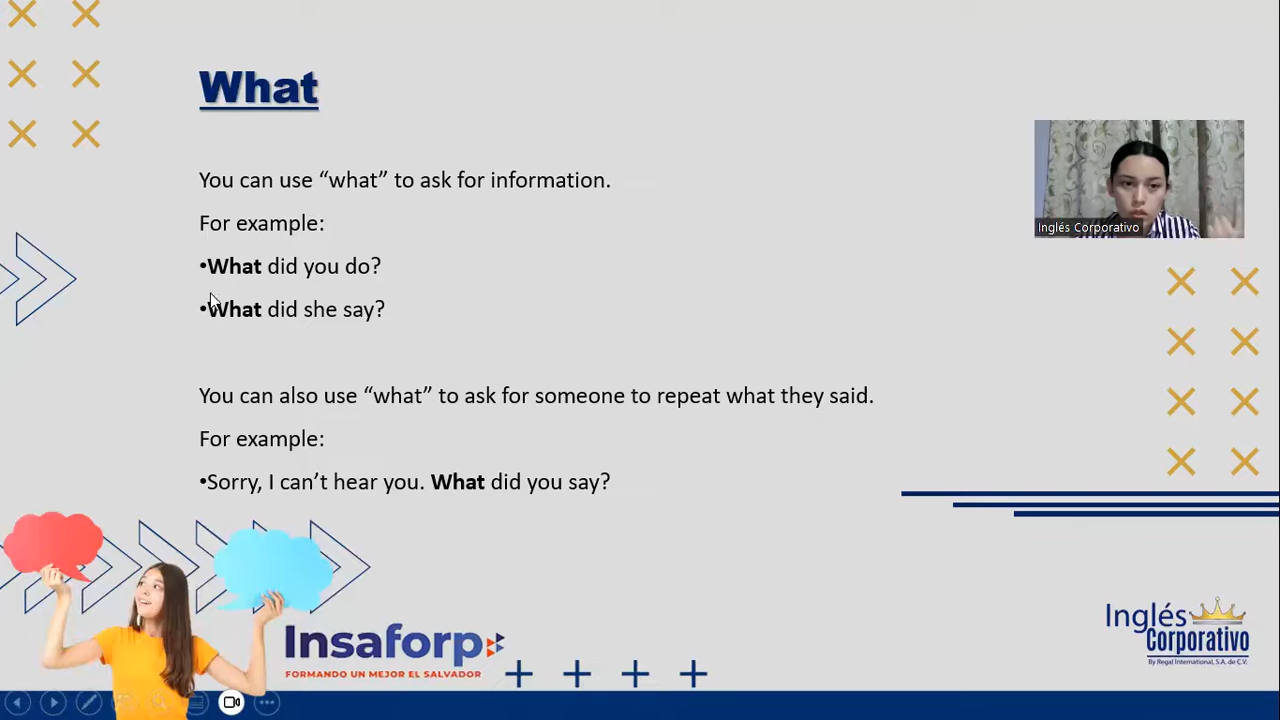 What
You can use “what” to ask for information.
For example:
•What did you do?
•What did she say?
You can also use “what” to ask for someone to repeat what they said.
For example:
•Sorry, I can’t hear you. What did you say?
Inglés Corporativo
Insaforp
FORMANDO UN MEJOR EL SALVADOR
Inglés
Corporativo
By Regal International, S.A. de C.V.